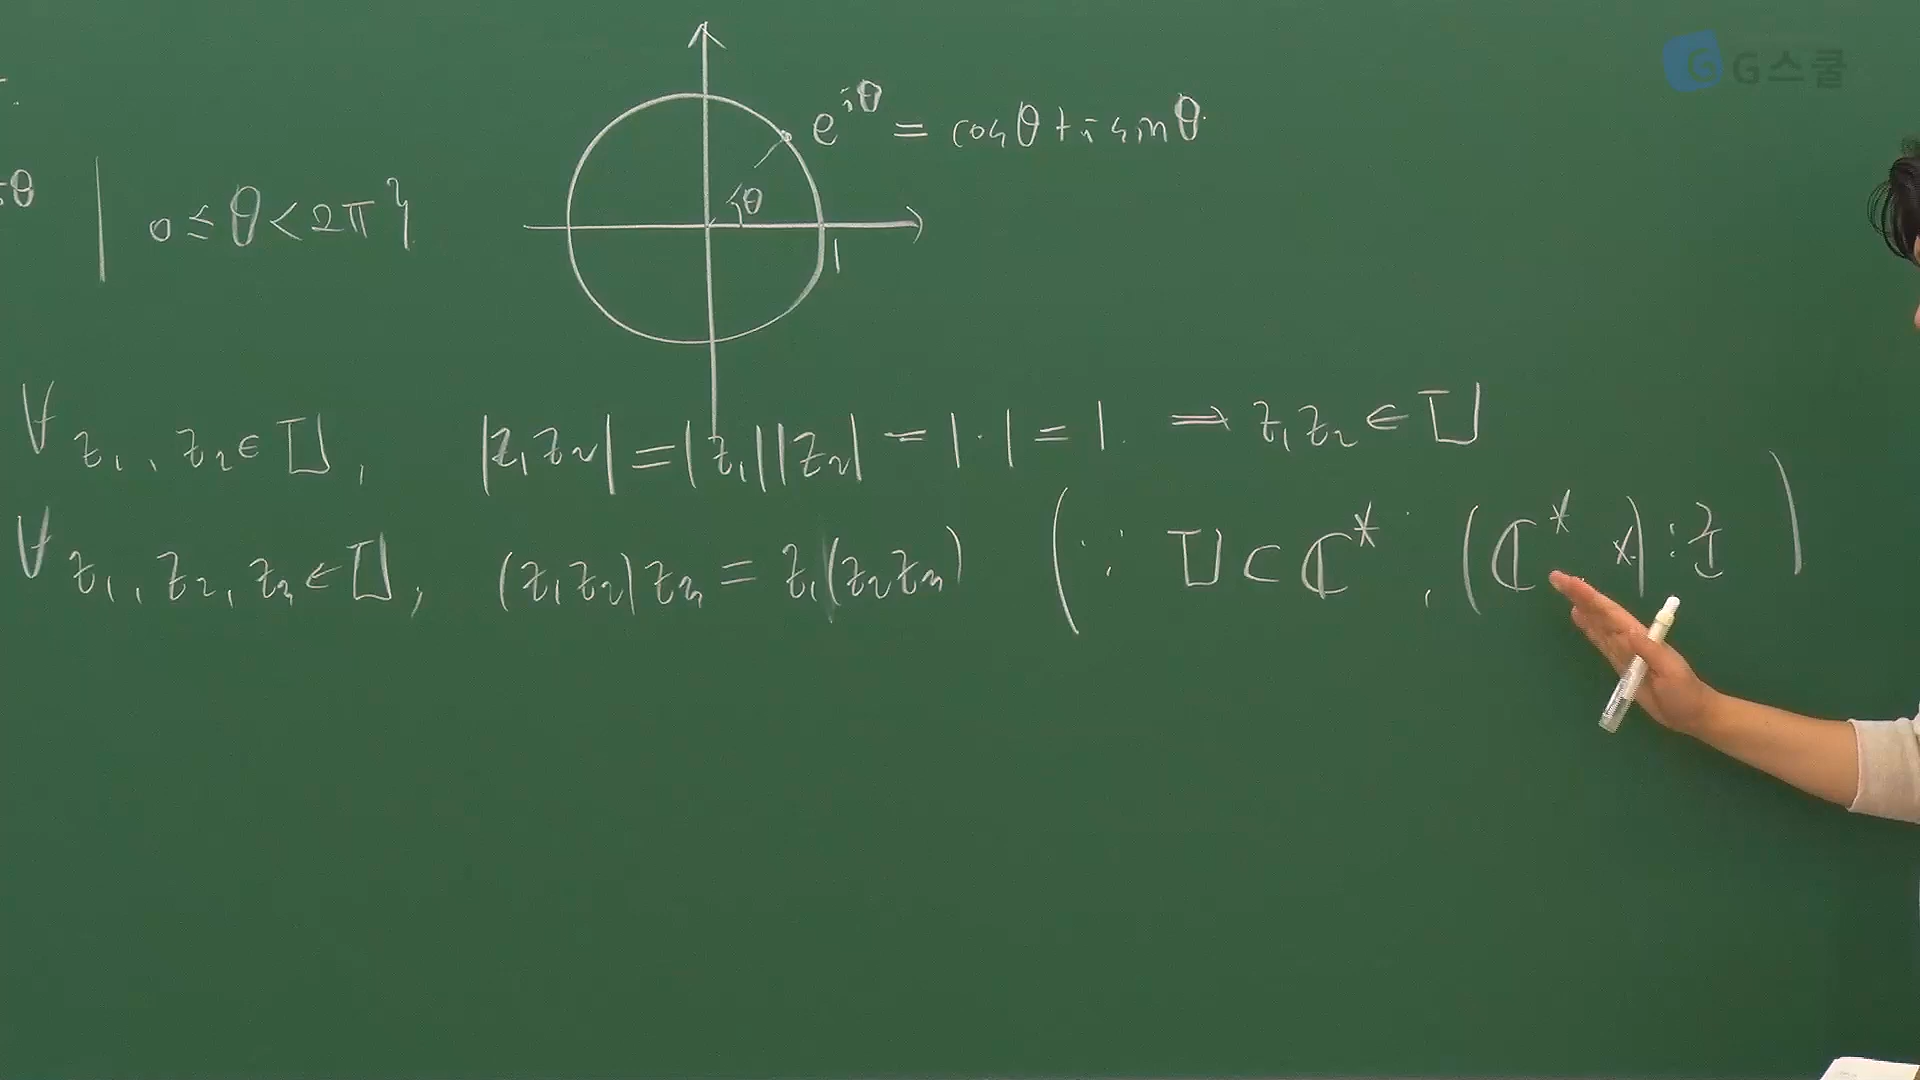 G스쿨
e^{iθ} = cosθ + i sinθ
θ | 0 ≤ θ < 2π }
θ
1
∀ z₁, z₂ ∈ 𝕌, |z₁z₂| = |z₁||z₂| = 1·1 = 1. ⇒ z₁z₂ ∈ 𝕌
∀ z₁, z₂, z₃ ∈ 𝕌, (z₁z₂)z₃ = z₁(z₂z₃) (∵ 𝕌 ⊂ ℂ*, (ℂ* *) : 군)